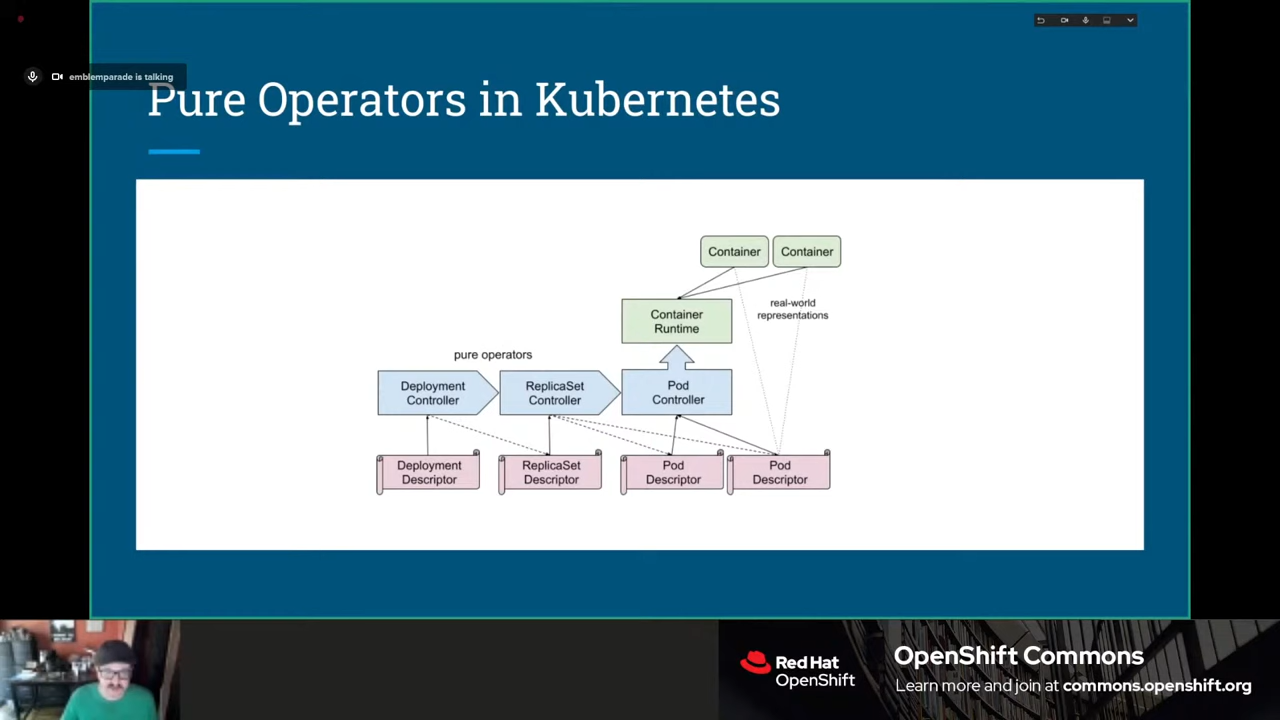 emblemparade is talking
Pure Operators in Kubernetes
Container
Container
real-world
representations
Container
Runtime
pure operators
Deployment
Controller
ReplicaSet
Controller
Pod
Controller
Deployment
Descriptor
ReplicaSet
Descriptor
Pod
Descriptor
Pod
Descriptor
Red Hat
OpenShift
OpenShift Commons
Learn more and join at commons.openshift.org